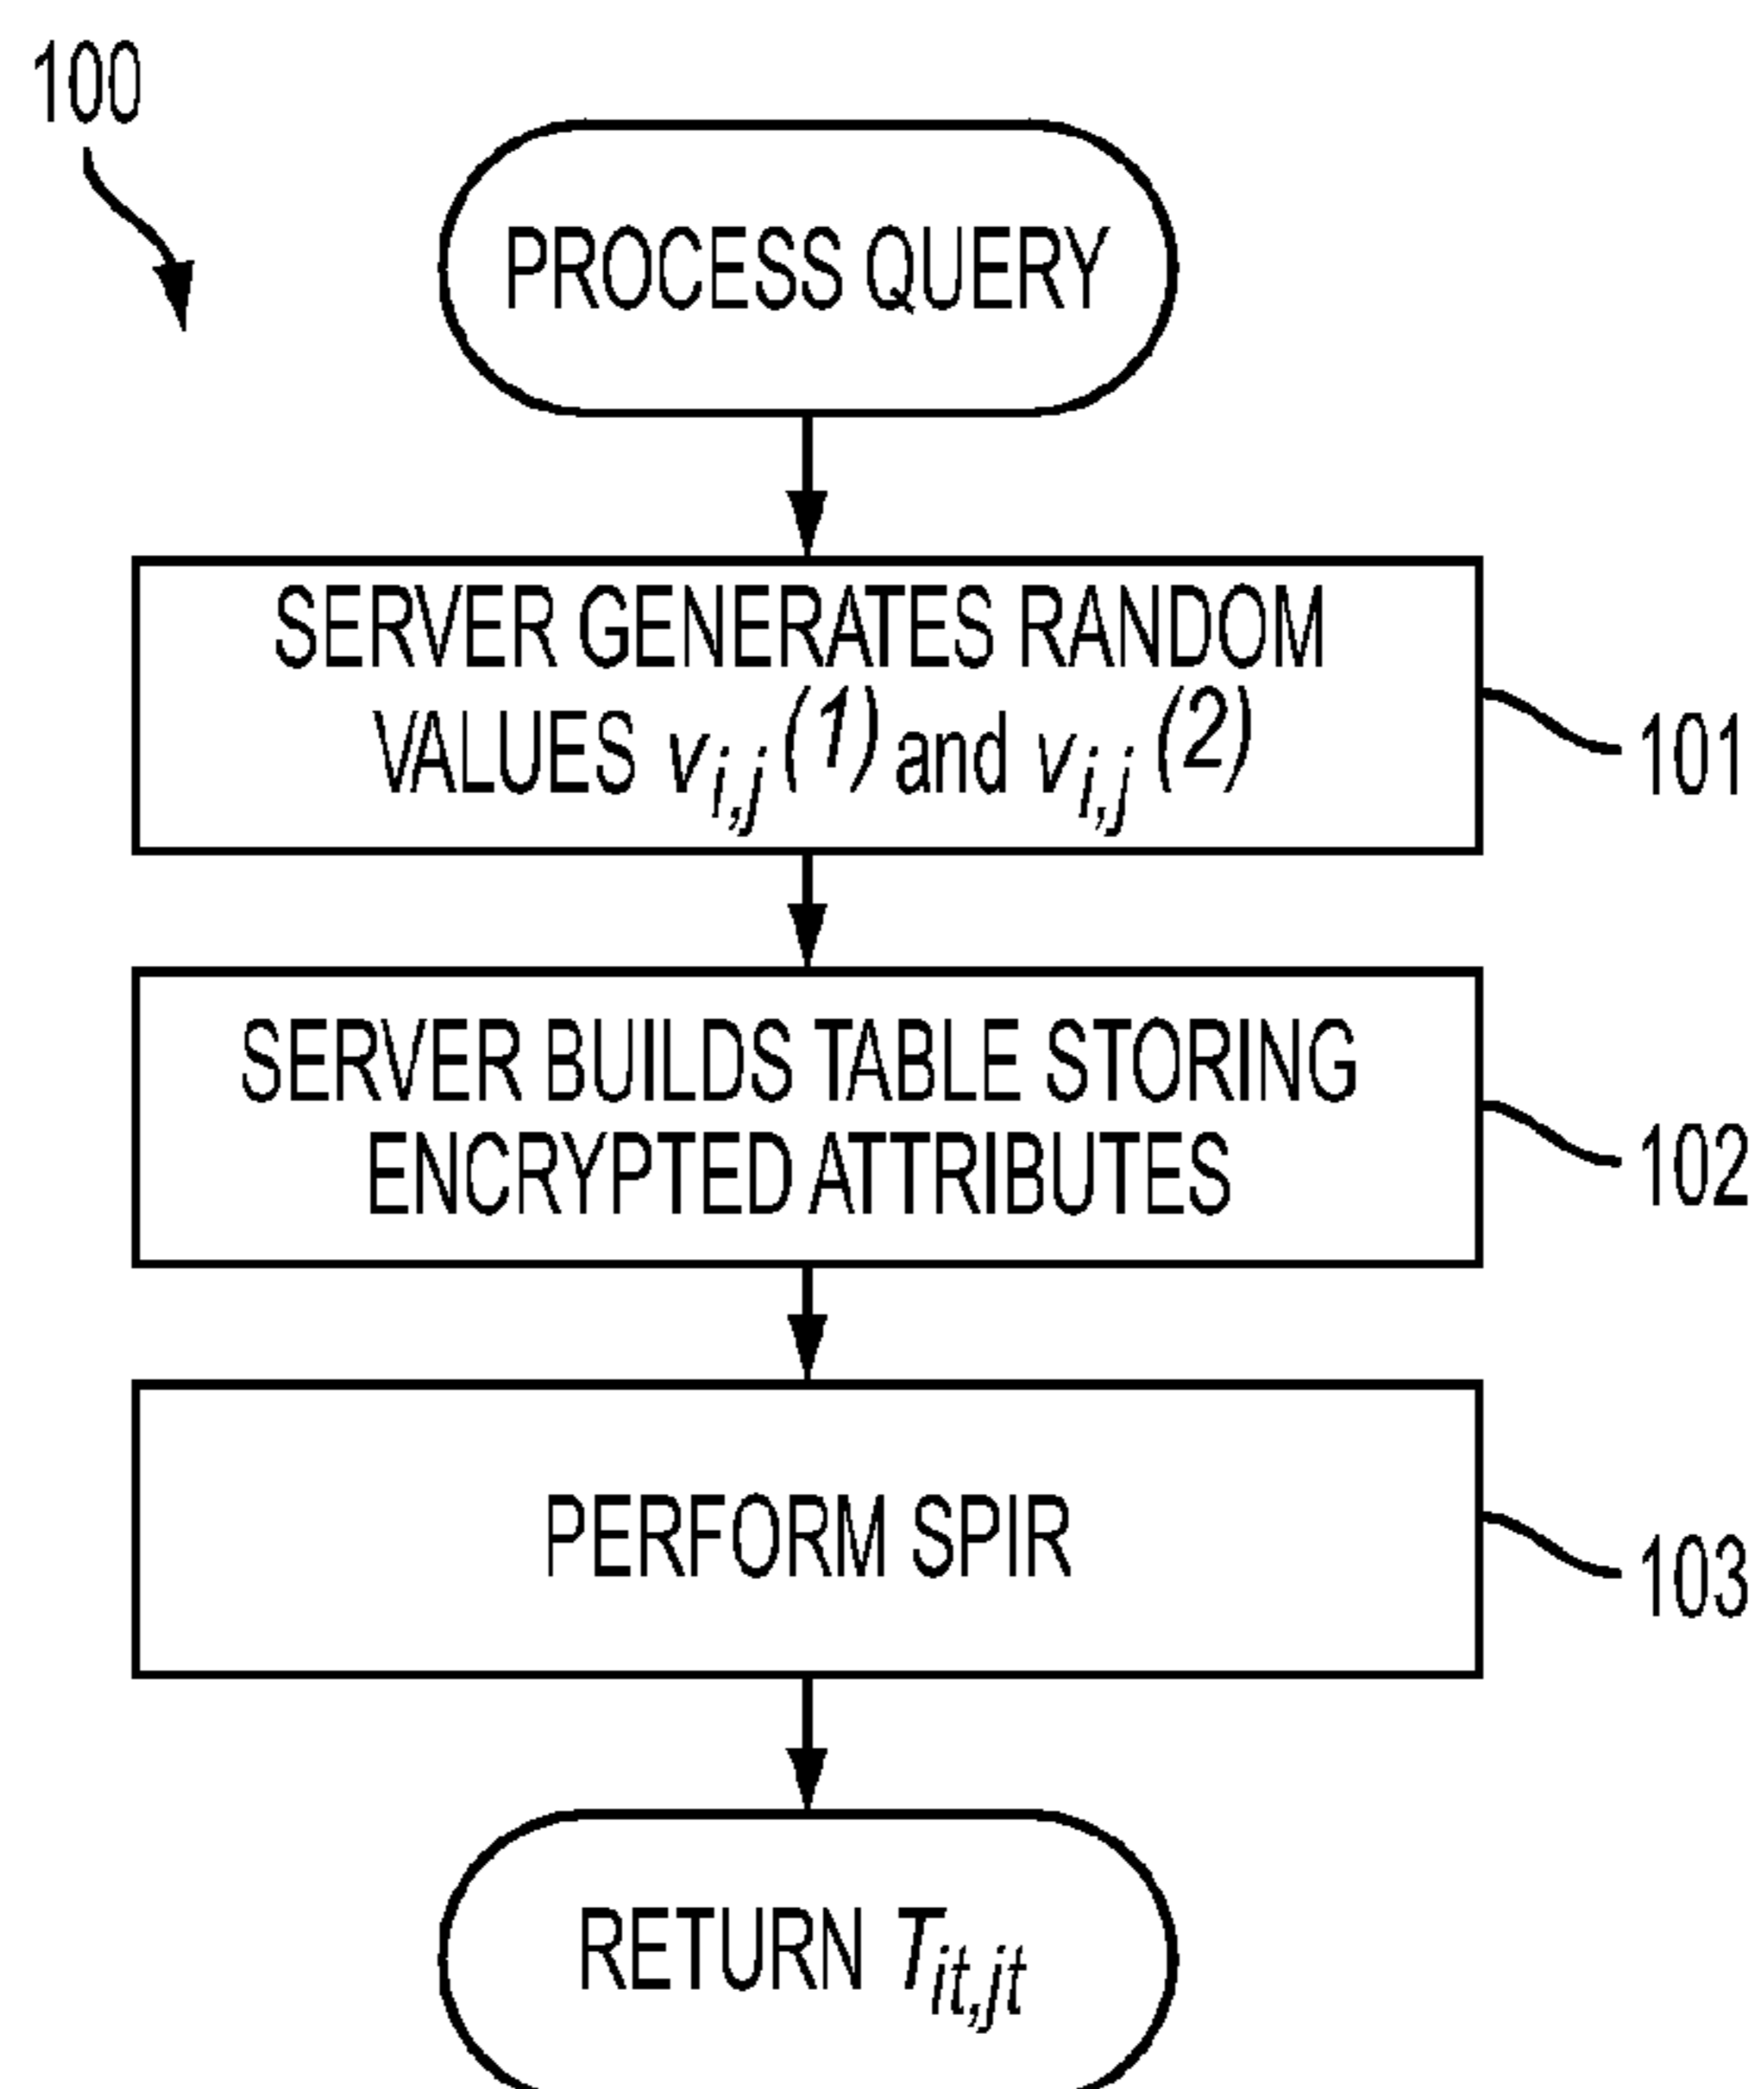 100
PROCESS QUERY
SERVER GENERATES RANDOM
VALUES v_{i,j}^{(1)} and v_{i,j}^{(2)}
101
SERVER BUILDS TABLE STORING
ENCRYPTED ATTRIBUTES
102
PERFORM SPIR
103
RETURN T_{it,jt}